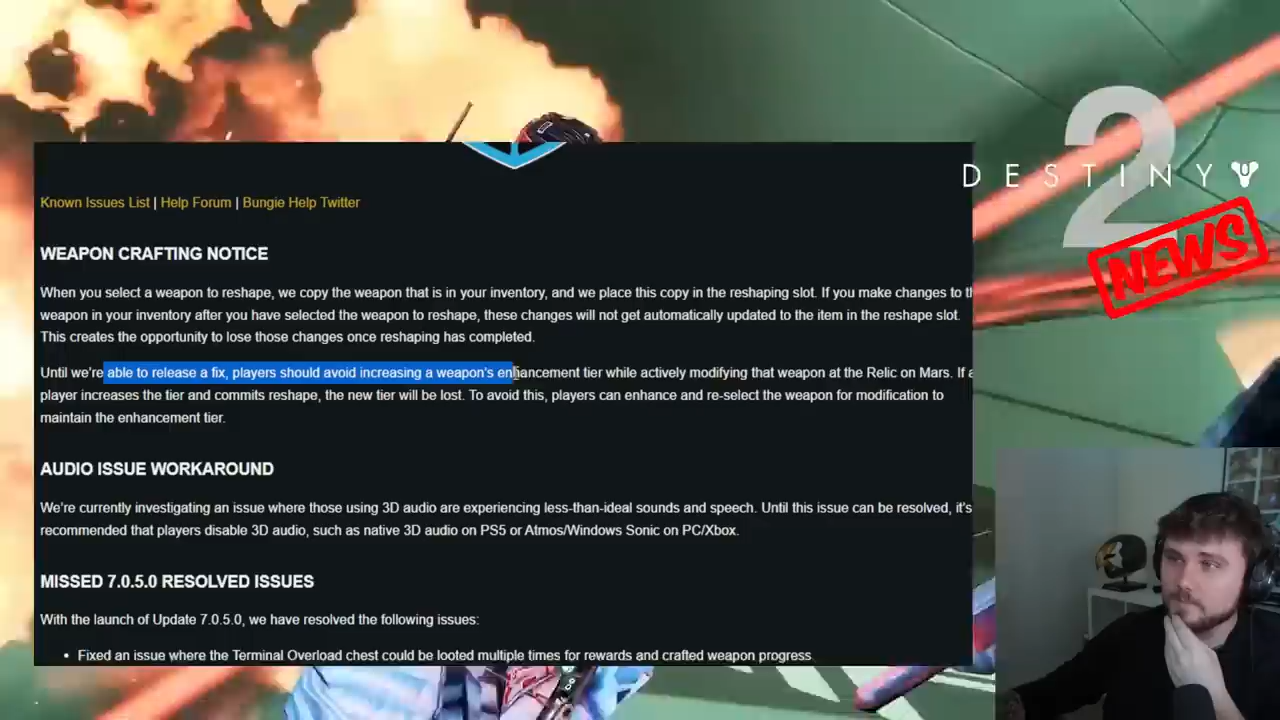 Known Issues List | Help Forum | Bungie Help Twitter
WEAPON CRAFTING NOTICE
When you select a weapon to reshape, we copy the weapon that is in your inventory, and we place this copy in the reshaping slot. If you make changes to th
weapon in your inventory after you have selected the weapon to reshape, these changes will not get automatically updated to the item in the reshape slot.
This creates the opportunity to lose those changes once reshaping has completed.
Until we're able to release a fix, players should avoid increasing a weapon's enhancement tier while actively modifying that weapon at the Relic on Mars. If a
player increases the tier and commits reshape, the new tier will be lost. To avoid this, players can enhance and re-select the weapon for modification to
maintain the enhancement tier.
AUDIO ISSUE WORKAROUND
We're currently investigating an issue where those using 3D audio are experiencing less-than-ideal sounds and speech. Until this issue can be resolved, it's
recommended that players disable 3D audio, such as native 3D audio on PS5 or Atmos/Windows Sonic on PC/Xbox.
MISSED 7.0.5.0 RESOLVED ISSUES
With the launch of Update 7.0.5.0, we have resolved the following issues:
• Fixed an issue where the Terminal Overload chest could be looted multiple times for rewards and crafted weapon progress.
2
DESTINY
NEWS